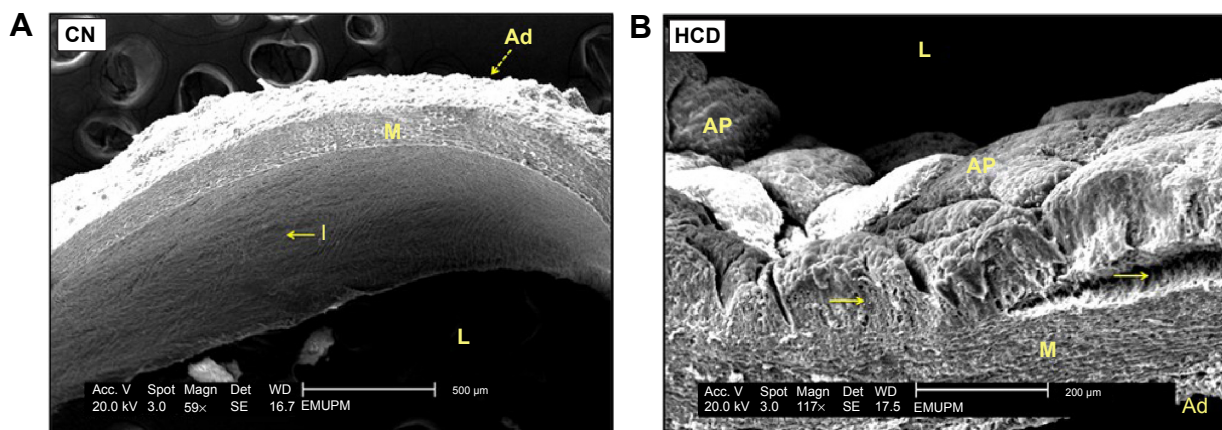 A
CN
Ad
M
I
L
Acc. V Spot Magn Det WD 500 µm
20.0 kV 3.0 59× SE 16.7 EMUPM
B
HCD
L
AP
AP
M
Ad
Acc. V Spot Magn Det WD 200 µm
20.0 kV 3.0 117× SE 17.5 EMUPM